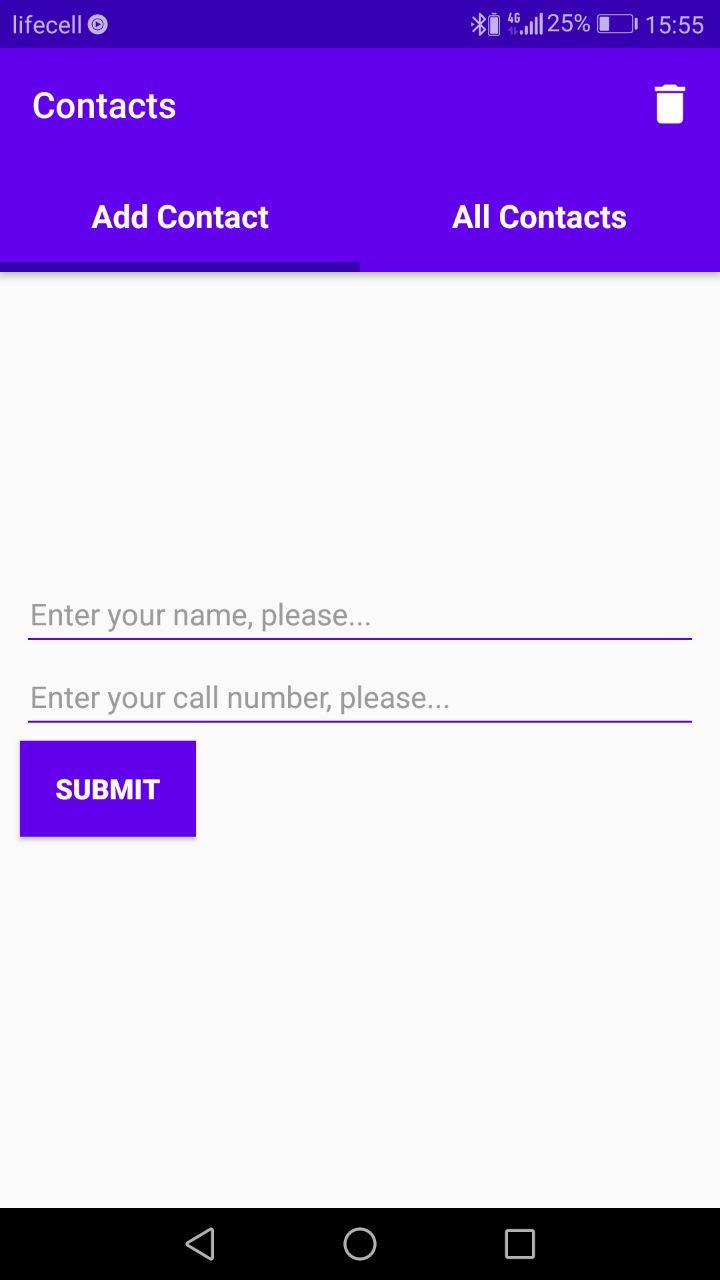 lifecell 4G 25% 15:55
Contacts
Add Contact All Contacts
Enter your name, please...
Enter your call number, please...
SUBMIT